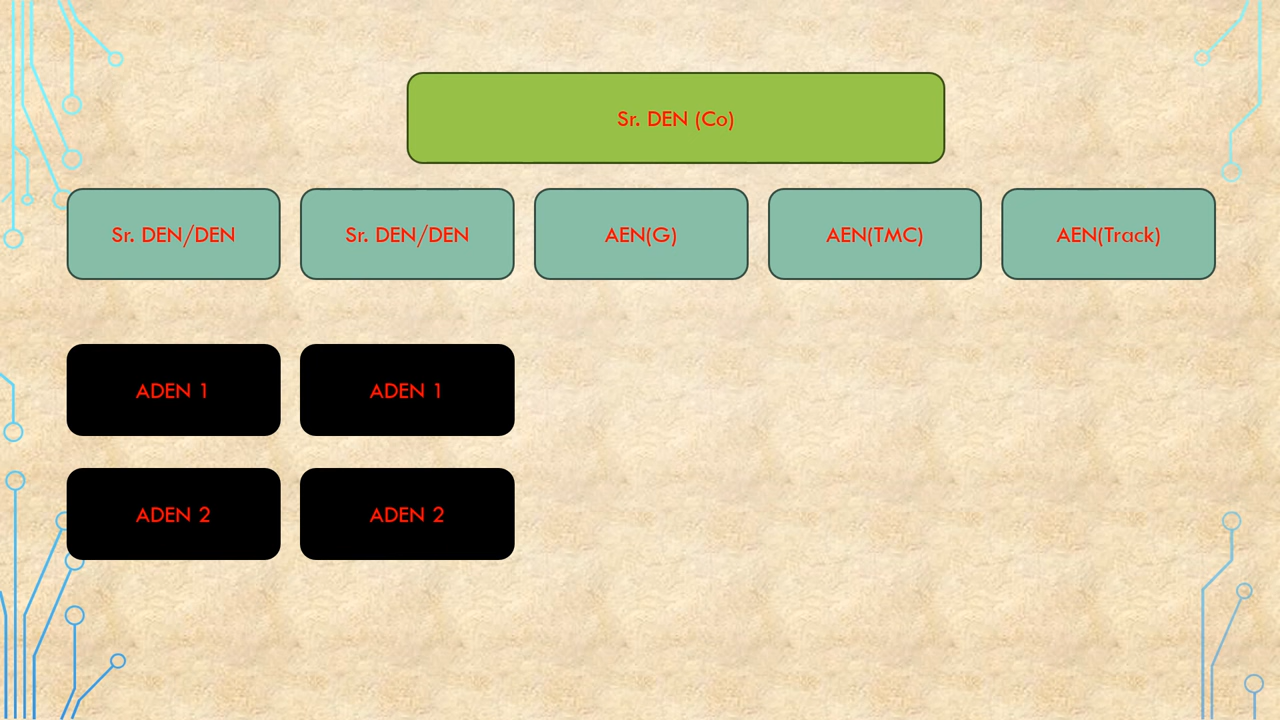 Sr. DEN (Co)
Sr. DEN/DEN
Sr. DEN/DEN
AEN(G)
AEN(TMC)
AEN(Track)
ADEN 1
ADEN 1
ADEN 2
ADEN 2